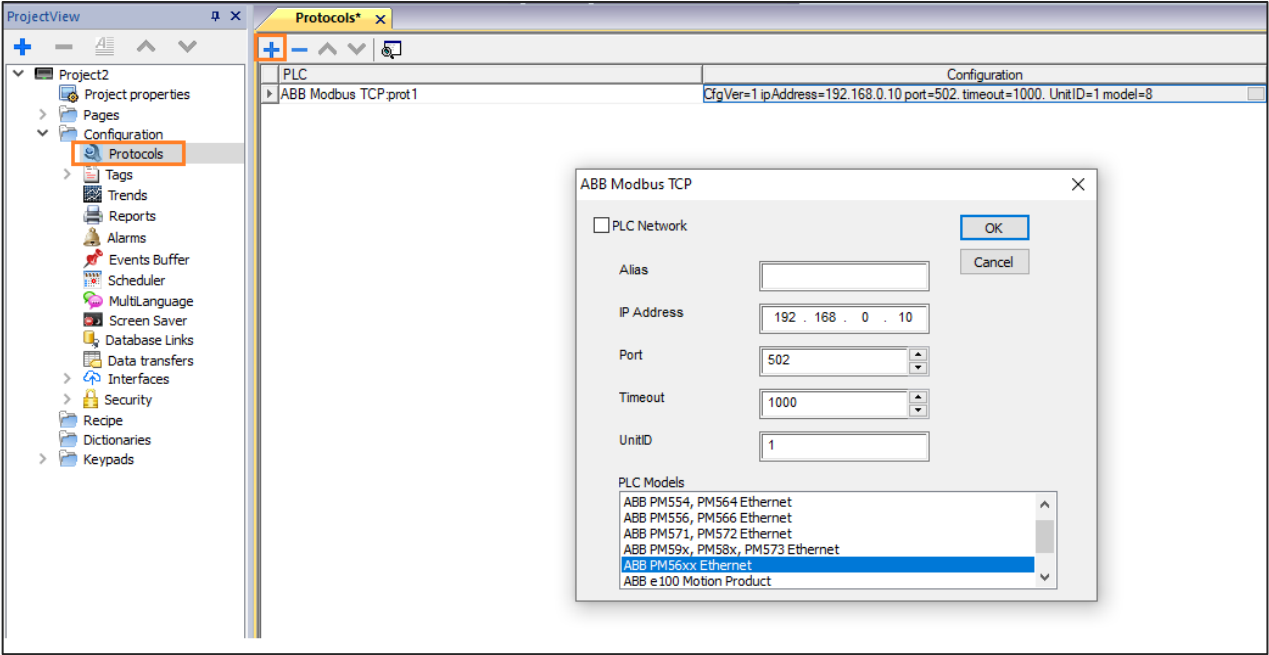 ProjectView
Project2
Project properties
Pages
Configuration
Protocols
Tags
Trends
Reports
Alarms
Events Buffer
Scheduler
MultiLanguage
Screen Saver
Database Links
Data transfers
Interfaces
Security
Recipe
Dictionaries
Keypads
Protocols*
PLC Configuration
ABB Modbus TCP:prot1 CfgVer=1 ipAddress=192.168.0.10 port=502. timeout=1000. UnitID=1 model=8
ABB Modbus TCP
PLC Network
OK
Alias
Cancel
IP Address 192 . 168 . 0 . 10
Port 502
Timeout 1000
UnitID 1
PLC Models
ABB PM554, PM564 Ethernet
ABB PM556, PM566 Ethernet
ABB PM571, PM572 Ethernet
ABB PM59x, PM58x, PM573 Ethernet
ABB PM56xx Ethernet
ABB e100 Motion Product